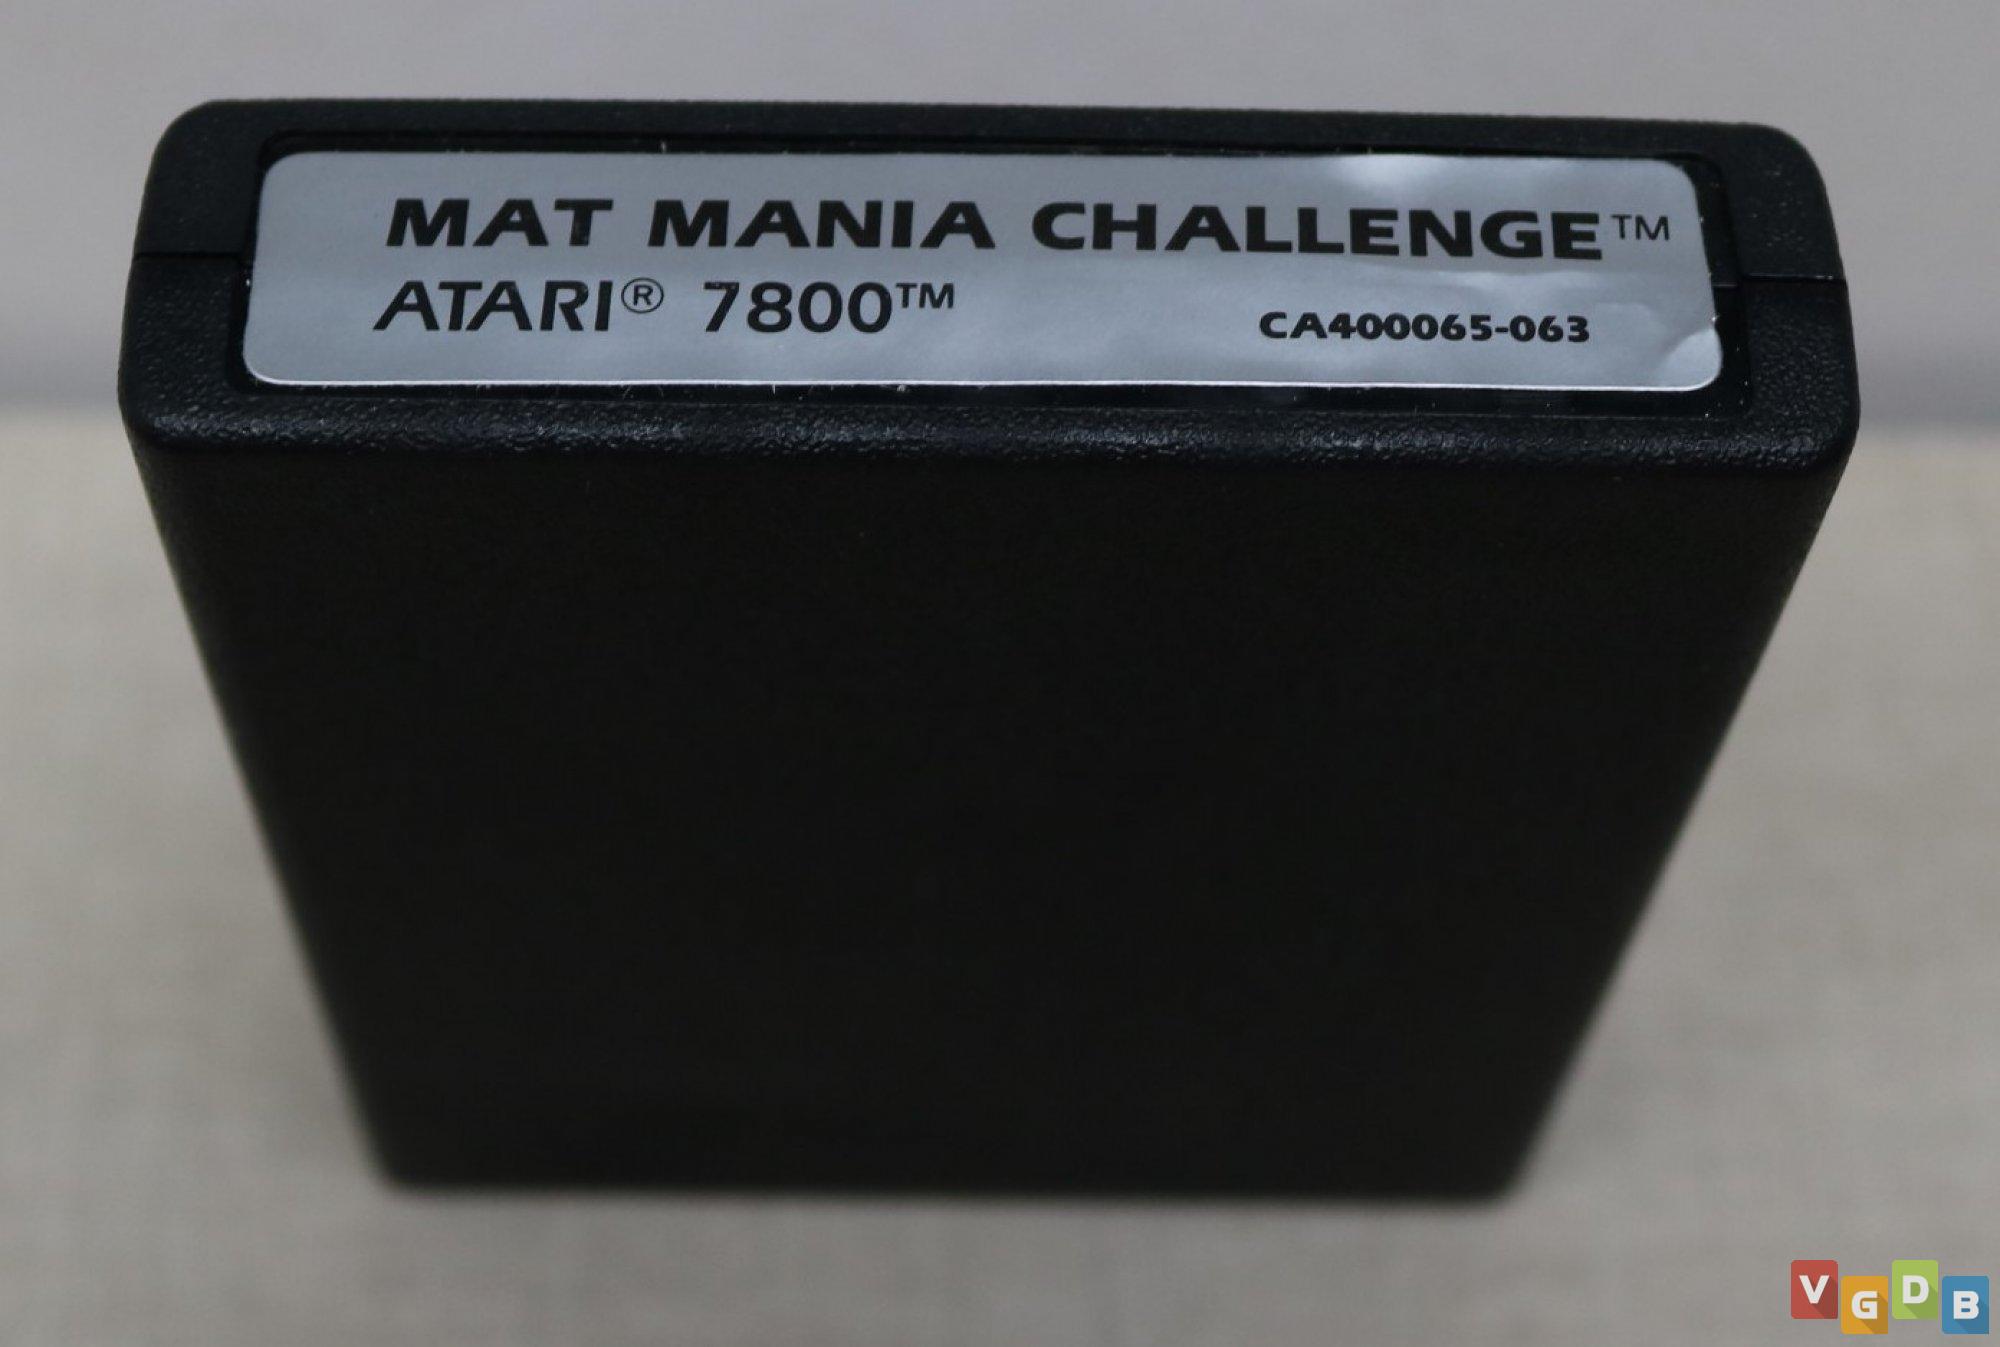 MAT MANIA CHALLENGE™
ATARI® 7800™
CA400065-063
VGDB